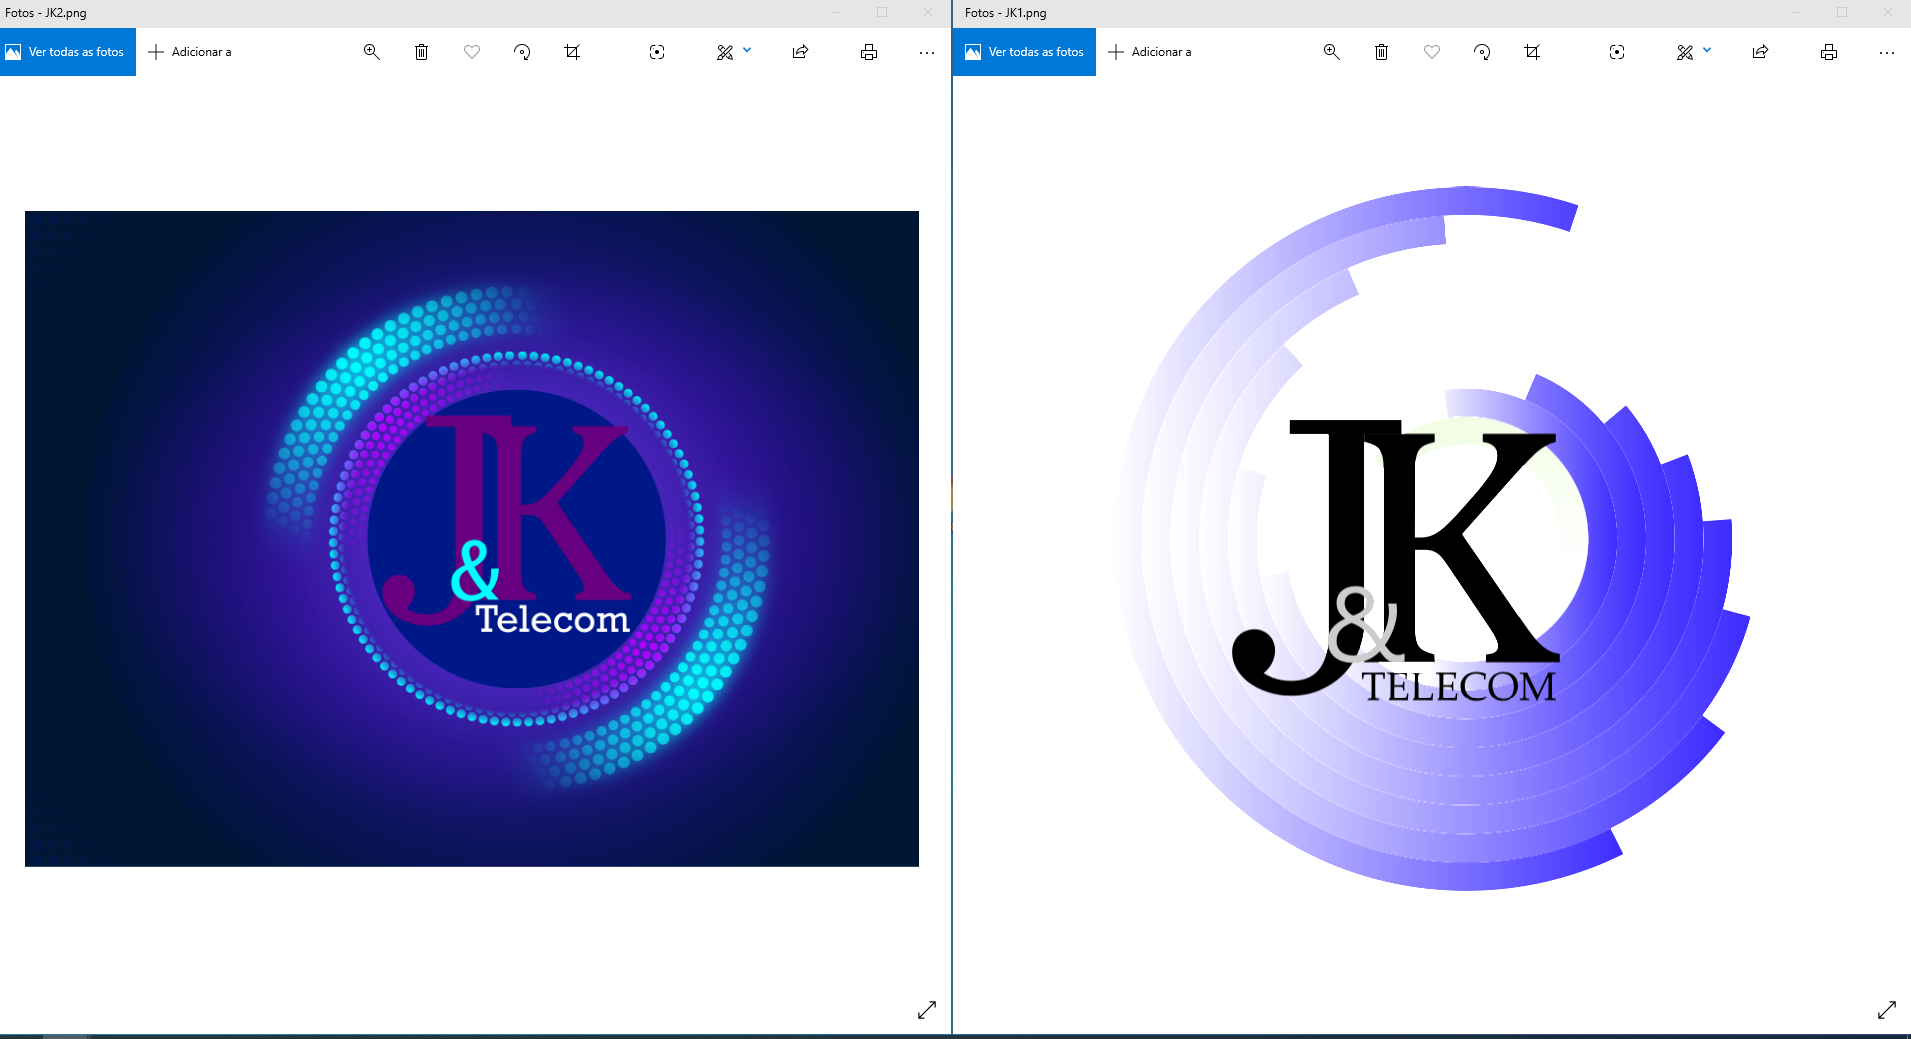 Fotos - JK2.png
Ver todas as fotos
Adicionar a
JK
&
Telecom
Fotos - JK1.png
Ver todas as fotos
Adicionar a
JK
&
TELECOM